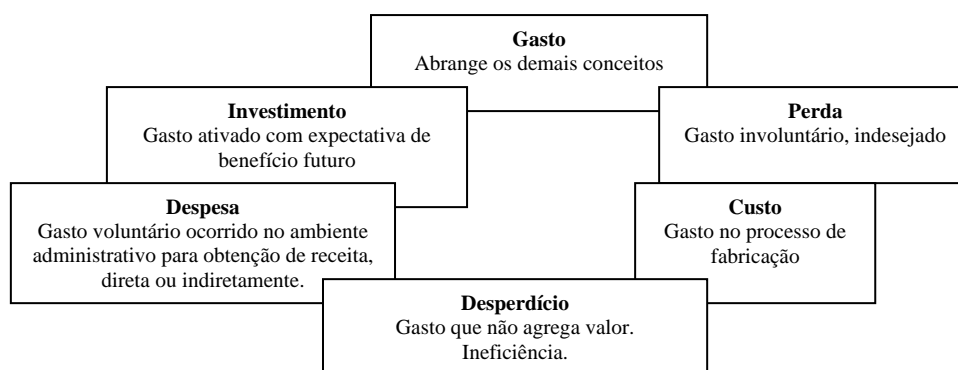 Gasto
Abrange os demais conceitos
Investimento
Gasto ativado com expectativa de
benefício futuro
Perda
Gasto involuntário, indesejado
Despesa
Gasto voluntário ocorrido no ambiente
administrativo para obtenção de receita,
direta ou indiretamente.
Custo
Gasto no processo de
fabricação
Desperdício
Gasto que não agrega valor.
Ineficiência.